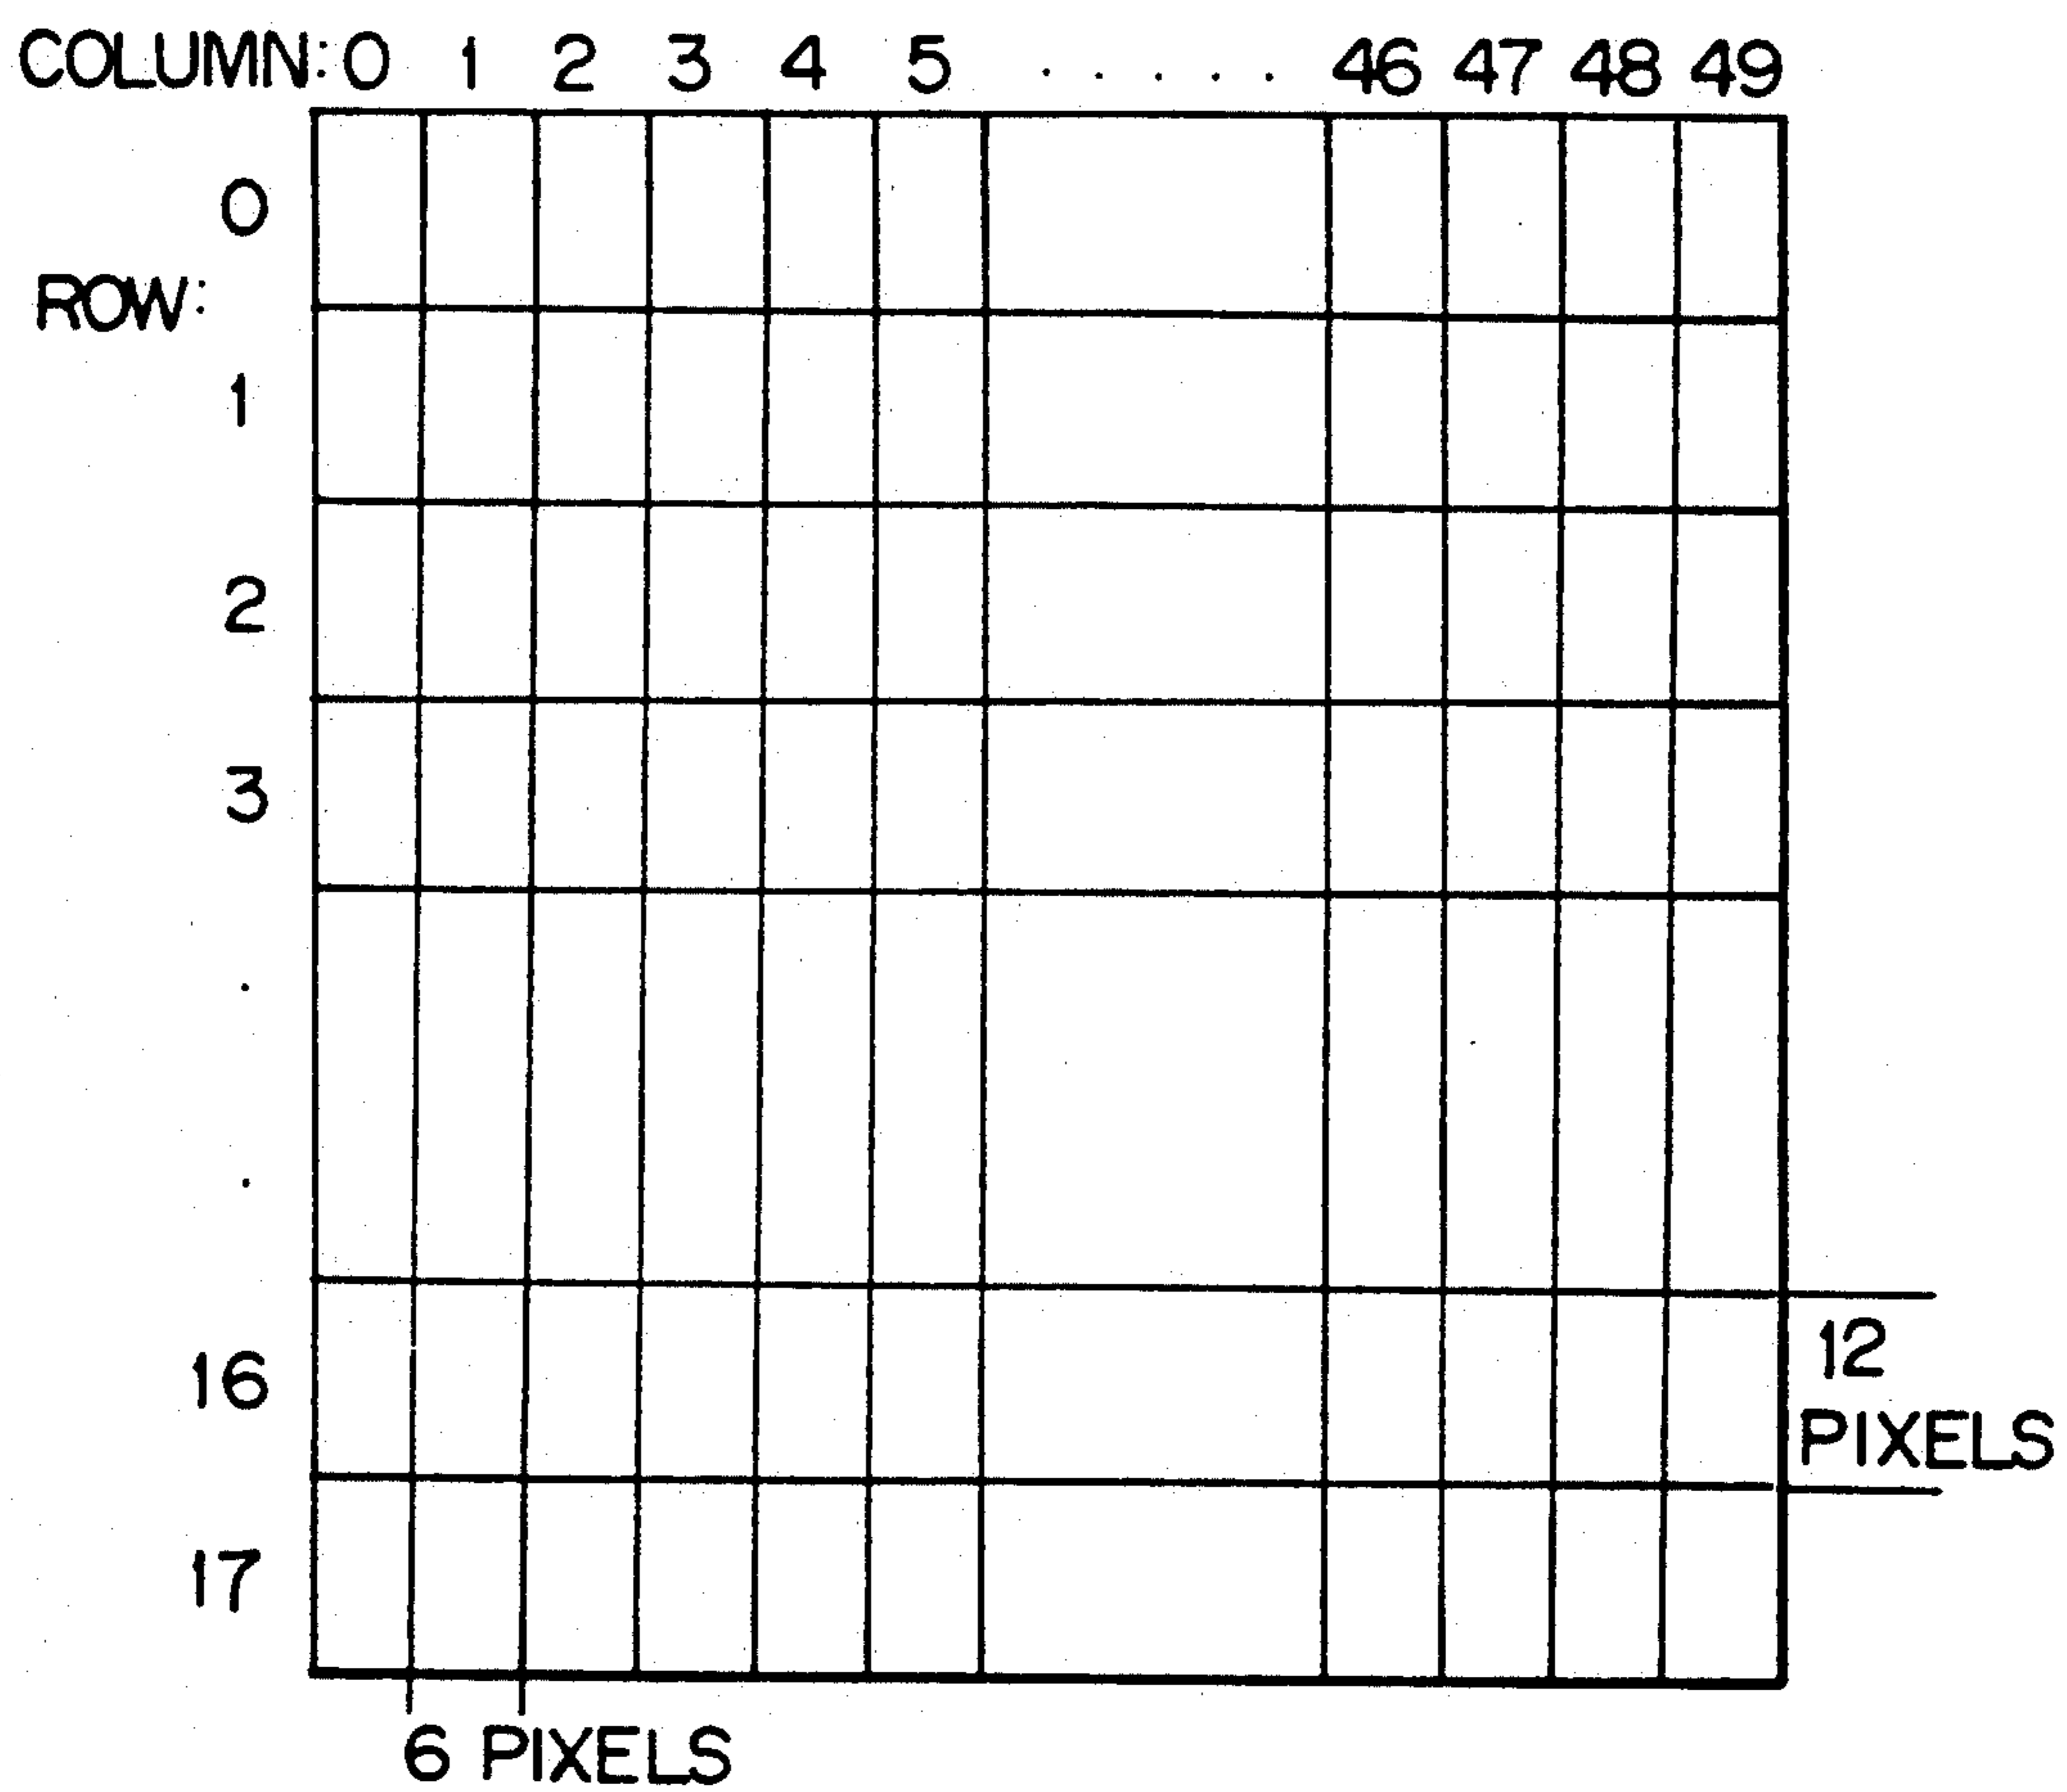 COLUMN: 0 1 2 3 4 5 ..... 46 47 48 49
0
ROW:
1
2
3
.
.
16
12
PIXELS
17
6 PIXELS